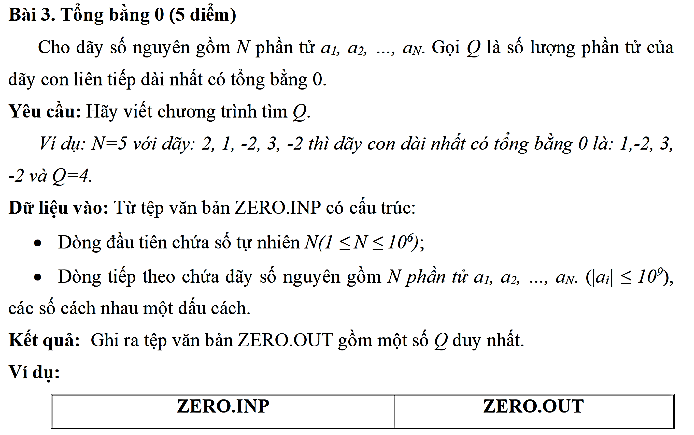 Bài 3. Tổng bằng 0 (5 điểm)
Cho dãy số nguyên gồm N phần tử a1, a2, ..., aN. Gọi Q là số lượng phần tử của
dãy con liên tiếp dài nhất có tổng bằng 0.
Yêu cầu: Hãy viết chương trình tìm Q.
Ví dụ: N=5 với dãy: 2, 1, -2, 3, -2 thì dãy con dài nhất có tổng bằng 0 là: 1,-2, 3,
-2 và Q=4.
Dữ liệu vào: Từ tệp văn bản ZERO.INP có cấu trúc:
• Dòng đầu tiên chứa số tự nhiên N(1 ≤ N ≤ 10⁶);
• Dòng tiếp theo chứa dãy số nguyên gồm N phần tử a1, a2, ..., aN. (|ai| ≤ 10⁹),
các số cách nhau một dấu cách.
Kết quả: Ghi ra tệp văn bản ZERO.OUT gồm một số Q duy nhất.
Ví dụ:
ZERO.INP ZERO.OUT